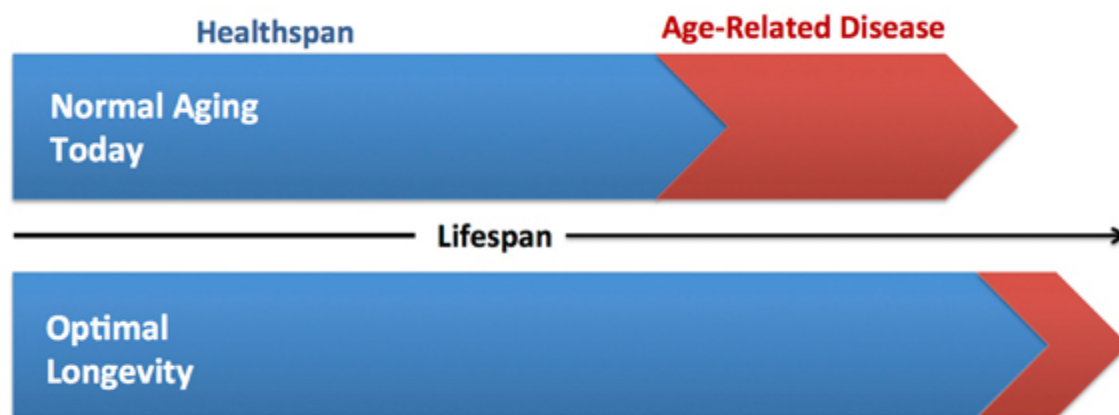 Healthspan
Age-Related Disease
Normal Aging
Today
Lifespan
Optimal
Longevity